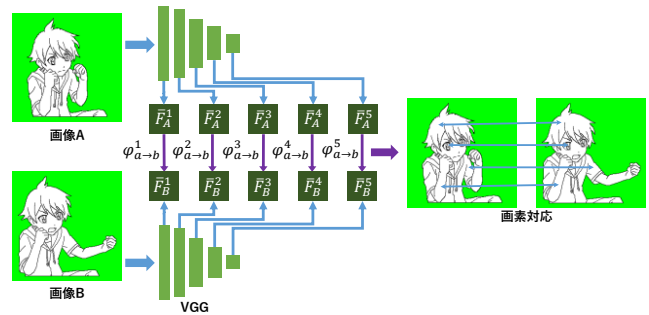 F̅_A^1 F̅_A^2 F̅_A^3 F̅_A^4 F̅_A^5
画像A
φ_{a→b}^1 φ_{a→b}^2 φ_{a→b}^3 φ_{a→b}^4 φ_{a→b}^5
F̅_B^1 F̅_B^2 F̅_B^3 F̅_B^4 F̅_B^5
画素対応
画像B
VGG